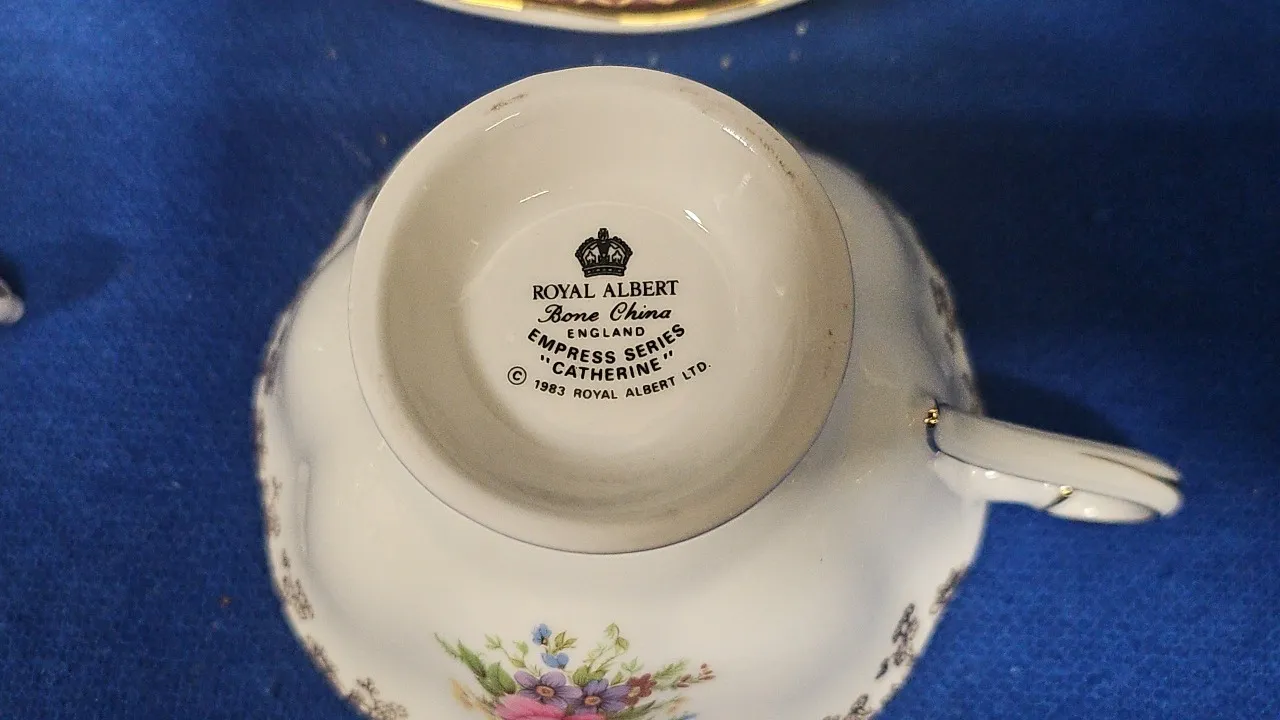 ROYAL ALBERT
Bone China
ENGLAND
EMPRESS SERIES
"CATHERINE"
© 1983 ROYAL ALBERT LTD.